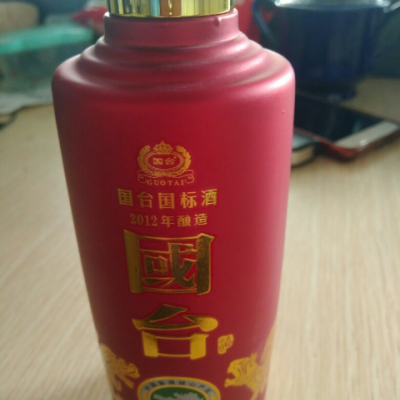 国台
GUOTAI
国台国标酒
2012年酿造
國
台